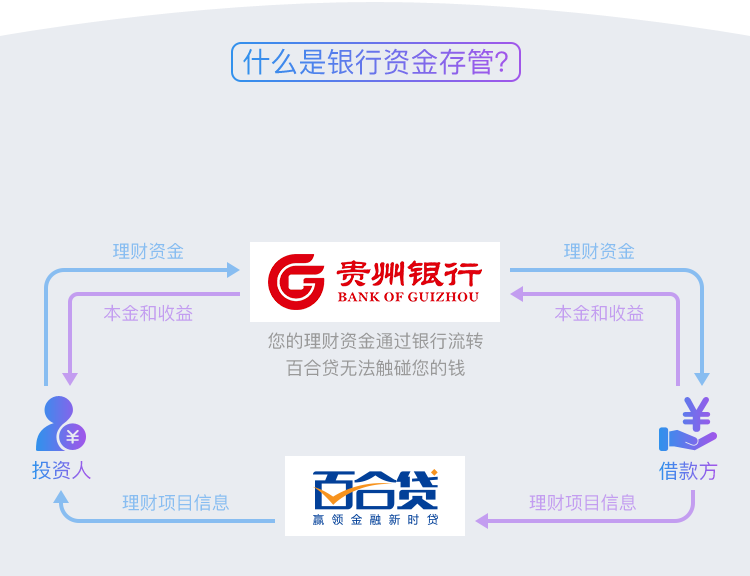 什么是银行资金存管?
理财资金
理财资金
贵州银行
BANK OF GUIZHOU
本金和收益
本金和收益
您的理财资金通过银行流转
百合贷无法触碰您的钱
¥
¥
投资人
借款方
百合贷
理财项目信息
理财项目信息
赢领金融新时贷